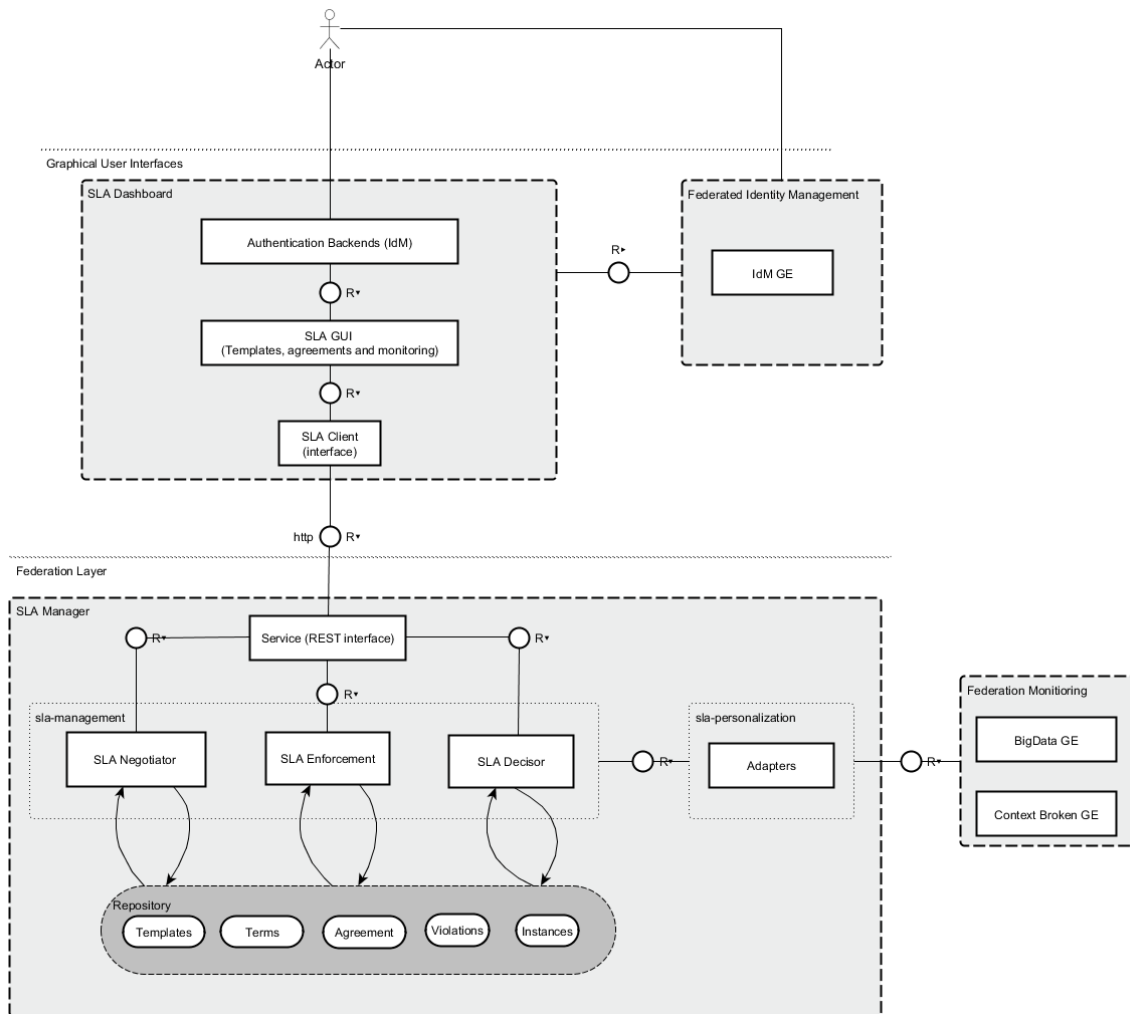 Actor
Graphical User Interfaces
SLA Dashboard
Federated Identity Management
Authentication Backends (IdM)
R
IdM GE
R
SLA GUI
(Templates, agreements and monitoring)
R
SLA Client
(interface)
http R
Federation Layer
SLA Manager
Service (REST interface)
R
R
R
Federation Monitoring
sla-management
sla-personalization
BigData GE
SLA Negotiator
SLA Enforcement
SLA Decisor
R
Adapters
R
Context Broken GE
Repository
Templates
Terms
Agreement
Violations
Instances